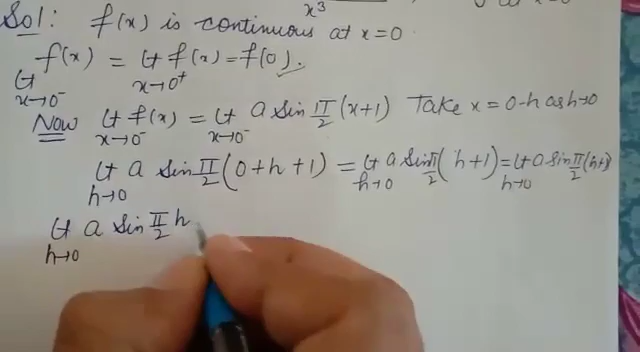 x³
Sol: f(x) is continuous at x=0
Lt x→0⁻ f(x) = Lt x→0⁺ f(x) = f(0).
Now Lt x→0⁻ f(x) = Lt x→0⁻ a sin π/2 (x+1) Take x = 0-h as h→0
Lt h→0 a sin π/2 (0+h+1) = Lt h→0 a sin π/2 (h+1) = Lt h→0 a sin π/2 (h+1)
Lt h→0 a sin π/2 h